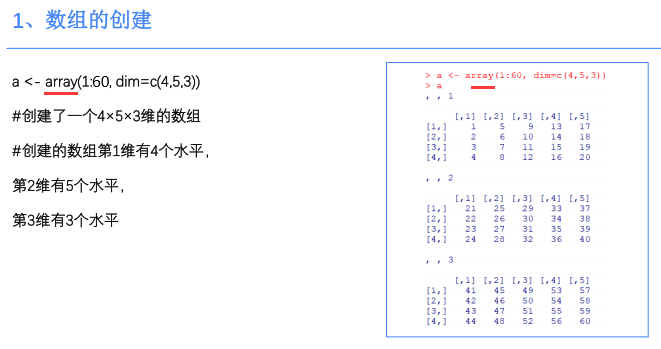 1、数组的创建
a <- array(1:60, dim=c(4,5,3))
#创建了一个4×5×3维的数组
#创建的数组第1维有4个水平，
第2维有5个水平，
第3维有3个水平
> a <- array(1:60, dim=c(4,5,3))
> a
, , 1
[,1] [,2] [,3] [,4] [,5]
[1,] 1 5 9 13 17
[2,] 2 6 10 14 18
[3,] 3 7 11 15 19
[4,] 4 8 12 16 20
, , 2
[,1] [,2] [,3] [,4] [,5]
[1,] 21 25 29 33 37
[2,] 22 26 30 34 38
[3,] 23 27 31 35 39
[4,] 24 28 32 36 40
, , 3
[,1] [,2] [,3] [,4] [,5]
[1,] 41 45 49 53 57
[2,] 42 46 50 54 58
[3,] 43 47 51 55 59
[4,] 44 48 52 56 60